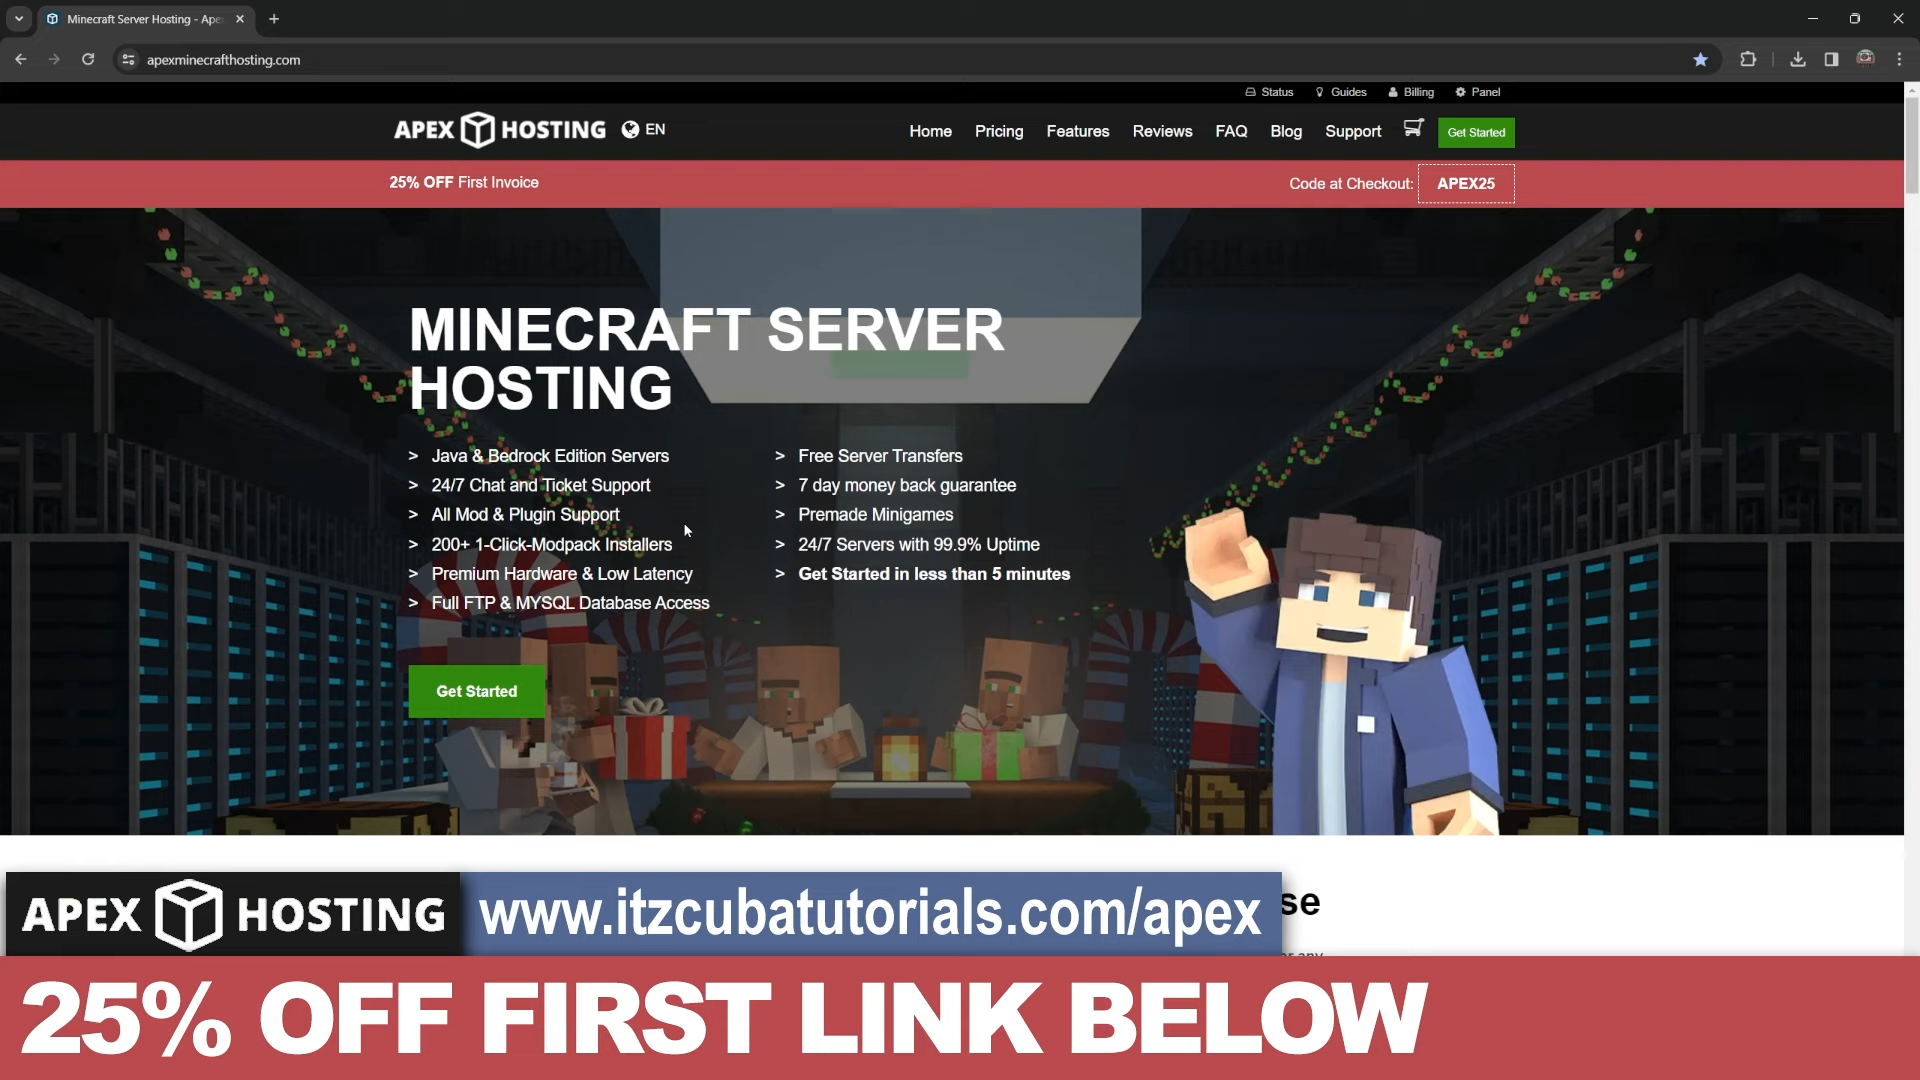 Minecraft Server Hosting - Ape
apexminecrafthosting.com
Status Guides Billing Panel
APEX HOSTING EN
Home Pricing Features Reviews FAQ Blog Support Get Started
25% OFF First Invoice
Code at Checkout: APEX25
MINECRAFT SERVER
HOSTING
> Java & Bedrock Edition Servers
> 24/7 Chat and Ticket Support
> All Mod & Plugin Support
> 200+ 1-Click-Modpack Installers
> Premium Hardware & Low Latency
> Full FTP & MYSQL Database Access
> Free Server Transfers
> 7 day money back guarantee
> Premade Minigames
> 24/7 Servers with 99.9% Uptime
> Get Started in less than 5 minutes
Get Started
se
APEX HOSTING www.itzcubatutorials.com/apex
25% OFF FIRST LINK BELOW